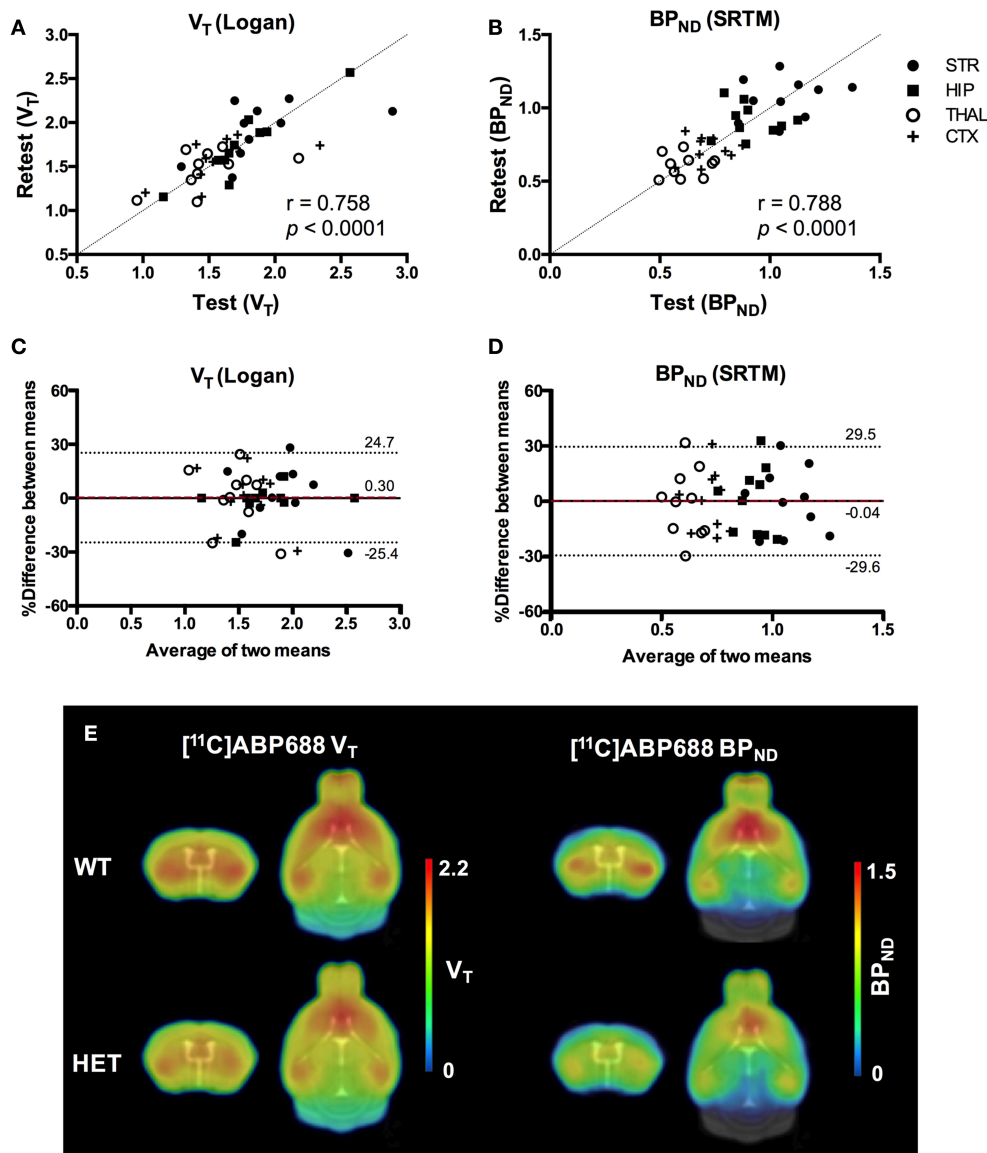 A
V_T (Logan)
Retest (V_T)
3.0
2.5
2.0
1.5
1.0
0.5
r = 0.758
p < 0.0001
0.5 1.0 1.5 2.0 2.5 3.0
Test (V_T)
B
BP_ND (SRTM)
Retest (BP_ND)
1.5
1.0
0.5
0.0
r = 0.788
p < 0.0001
0.0 0.5 1.0 1.5
Test (BP_ND)
STR
HIP
THAL
CTX
C
V_T (Logan)
%Difference between means
60
30
0
-30
-60
24.7
0.30
-25.4
0.0 0.5 1.0 1.5 2.0 2.5 3.0
Average of two means
D
BP_ND (SRTM)
%Difference between means
60
30
0
-30
-60
29.5
-0.04
-29.6
0.0 0.5 1.0 1.5
Average of two means
E
[¹¹C]ABP688 V_T
[¹¹C]ABP688 BP_ND
WT
HET
2.2
V_T
0
1.5
BP_ND
0